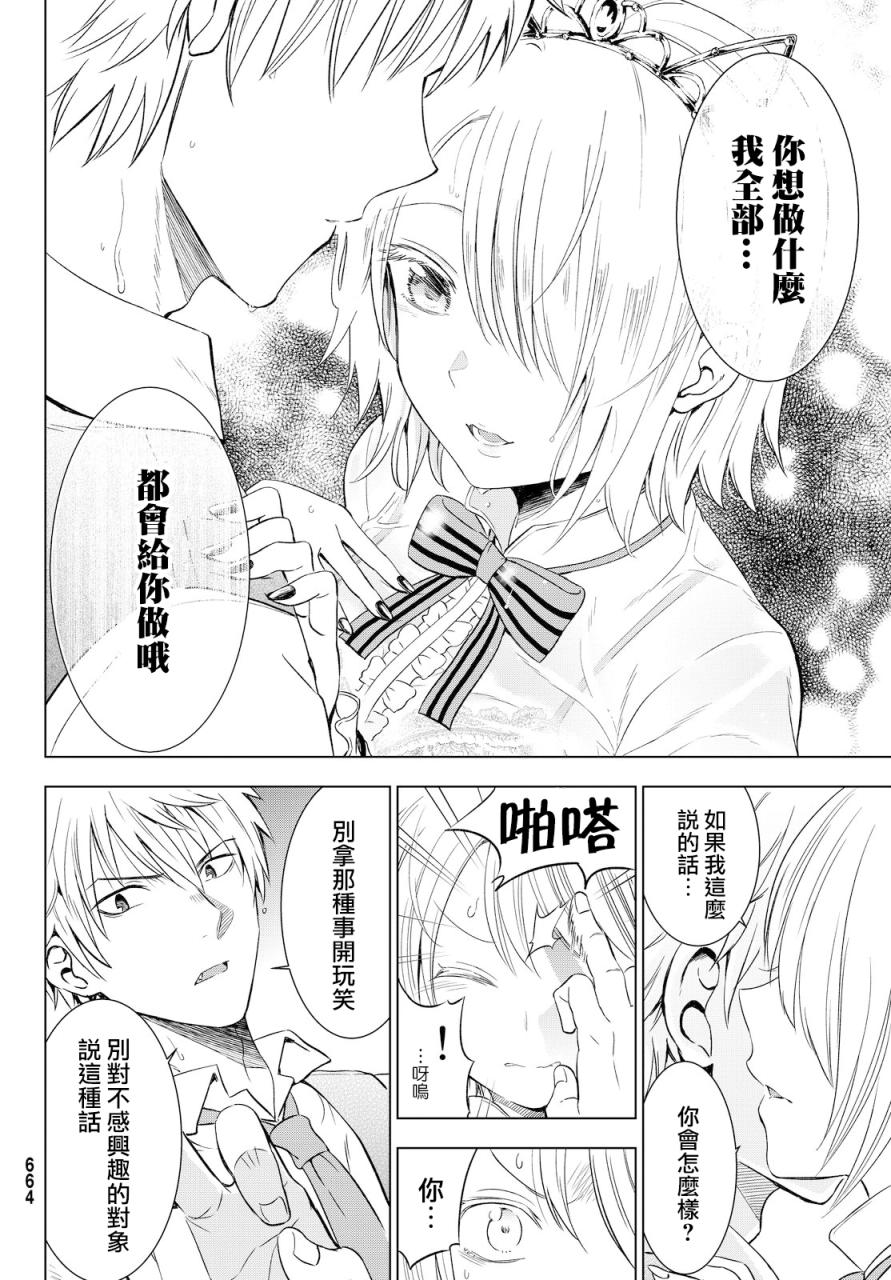 你想做什麼
我全部…
都會給你做哦
如果我這麼
說的話…
你會怎麼樣？
啪嗒
！
…呀嗚
你…
別拿那種事開玩笑
別對不感興趣的對象
說這種話
664